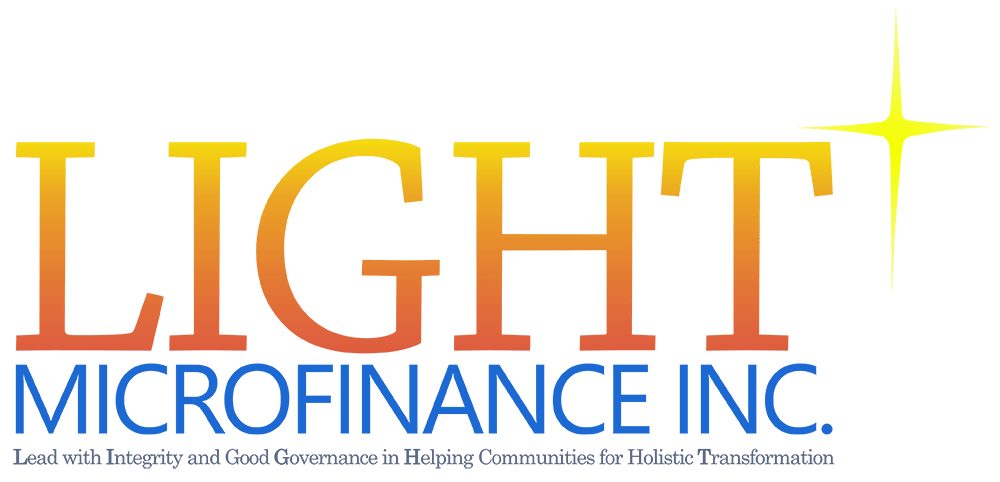 LIGHT
MICROFINANCE INC.
Lead with Integrity and Good Governance in Helping Communities for Holistic Transformation